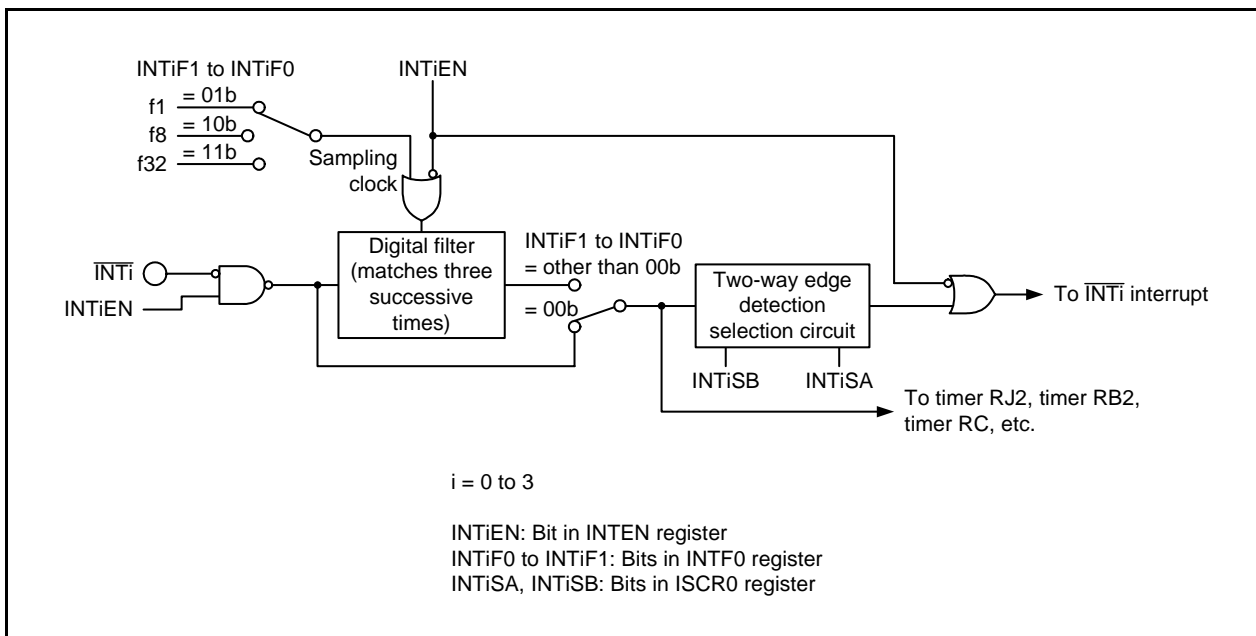 INTiF1 to INTiF0
INTiEN
f1 = 01b
f8 = 10b
f32 = 11b
Sampling
clock
I̅N̅T̅i̅
INTiEN
Digital filter
(matches three
successive
times)
INTiF1 to INTiF0
= other than 00b
= 00b
Two-way edge
detection
selection circuit
INTiSB
INTiSA
To I̅N̅T̅i̅ interrupt
To timer RJ2, timer RB2,
timer RC, etc.
i = 0 to 3
INTiEN: Bit in INTEN register
INTiF0 to INTiF1: Bits in INTF0 register
INTiSA, INTiSB: Bits in ISCR0 register